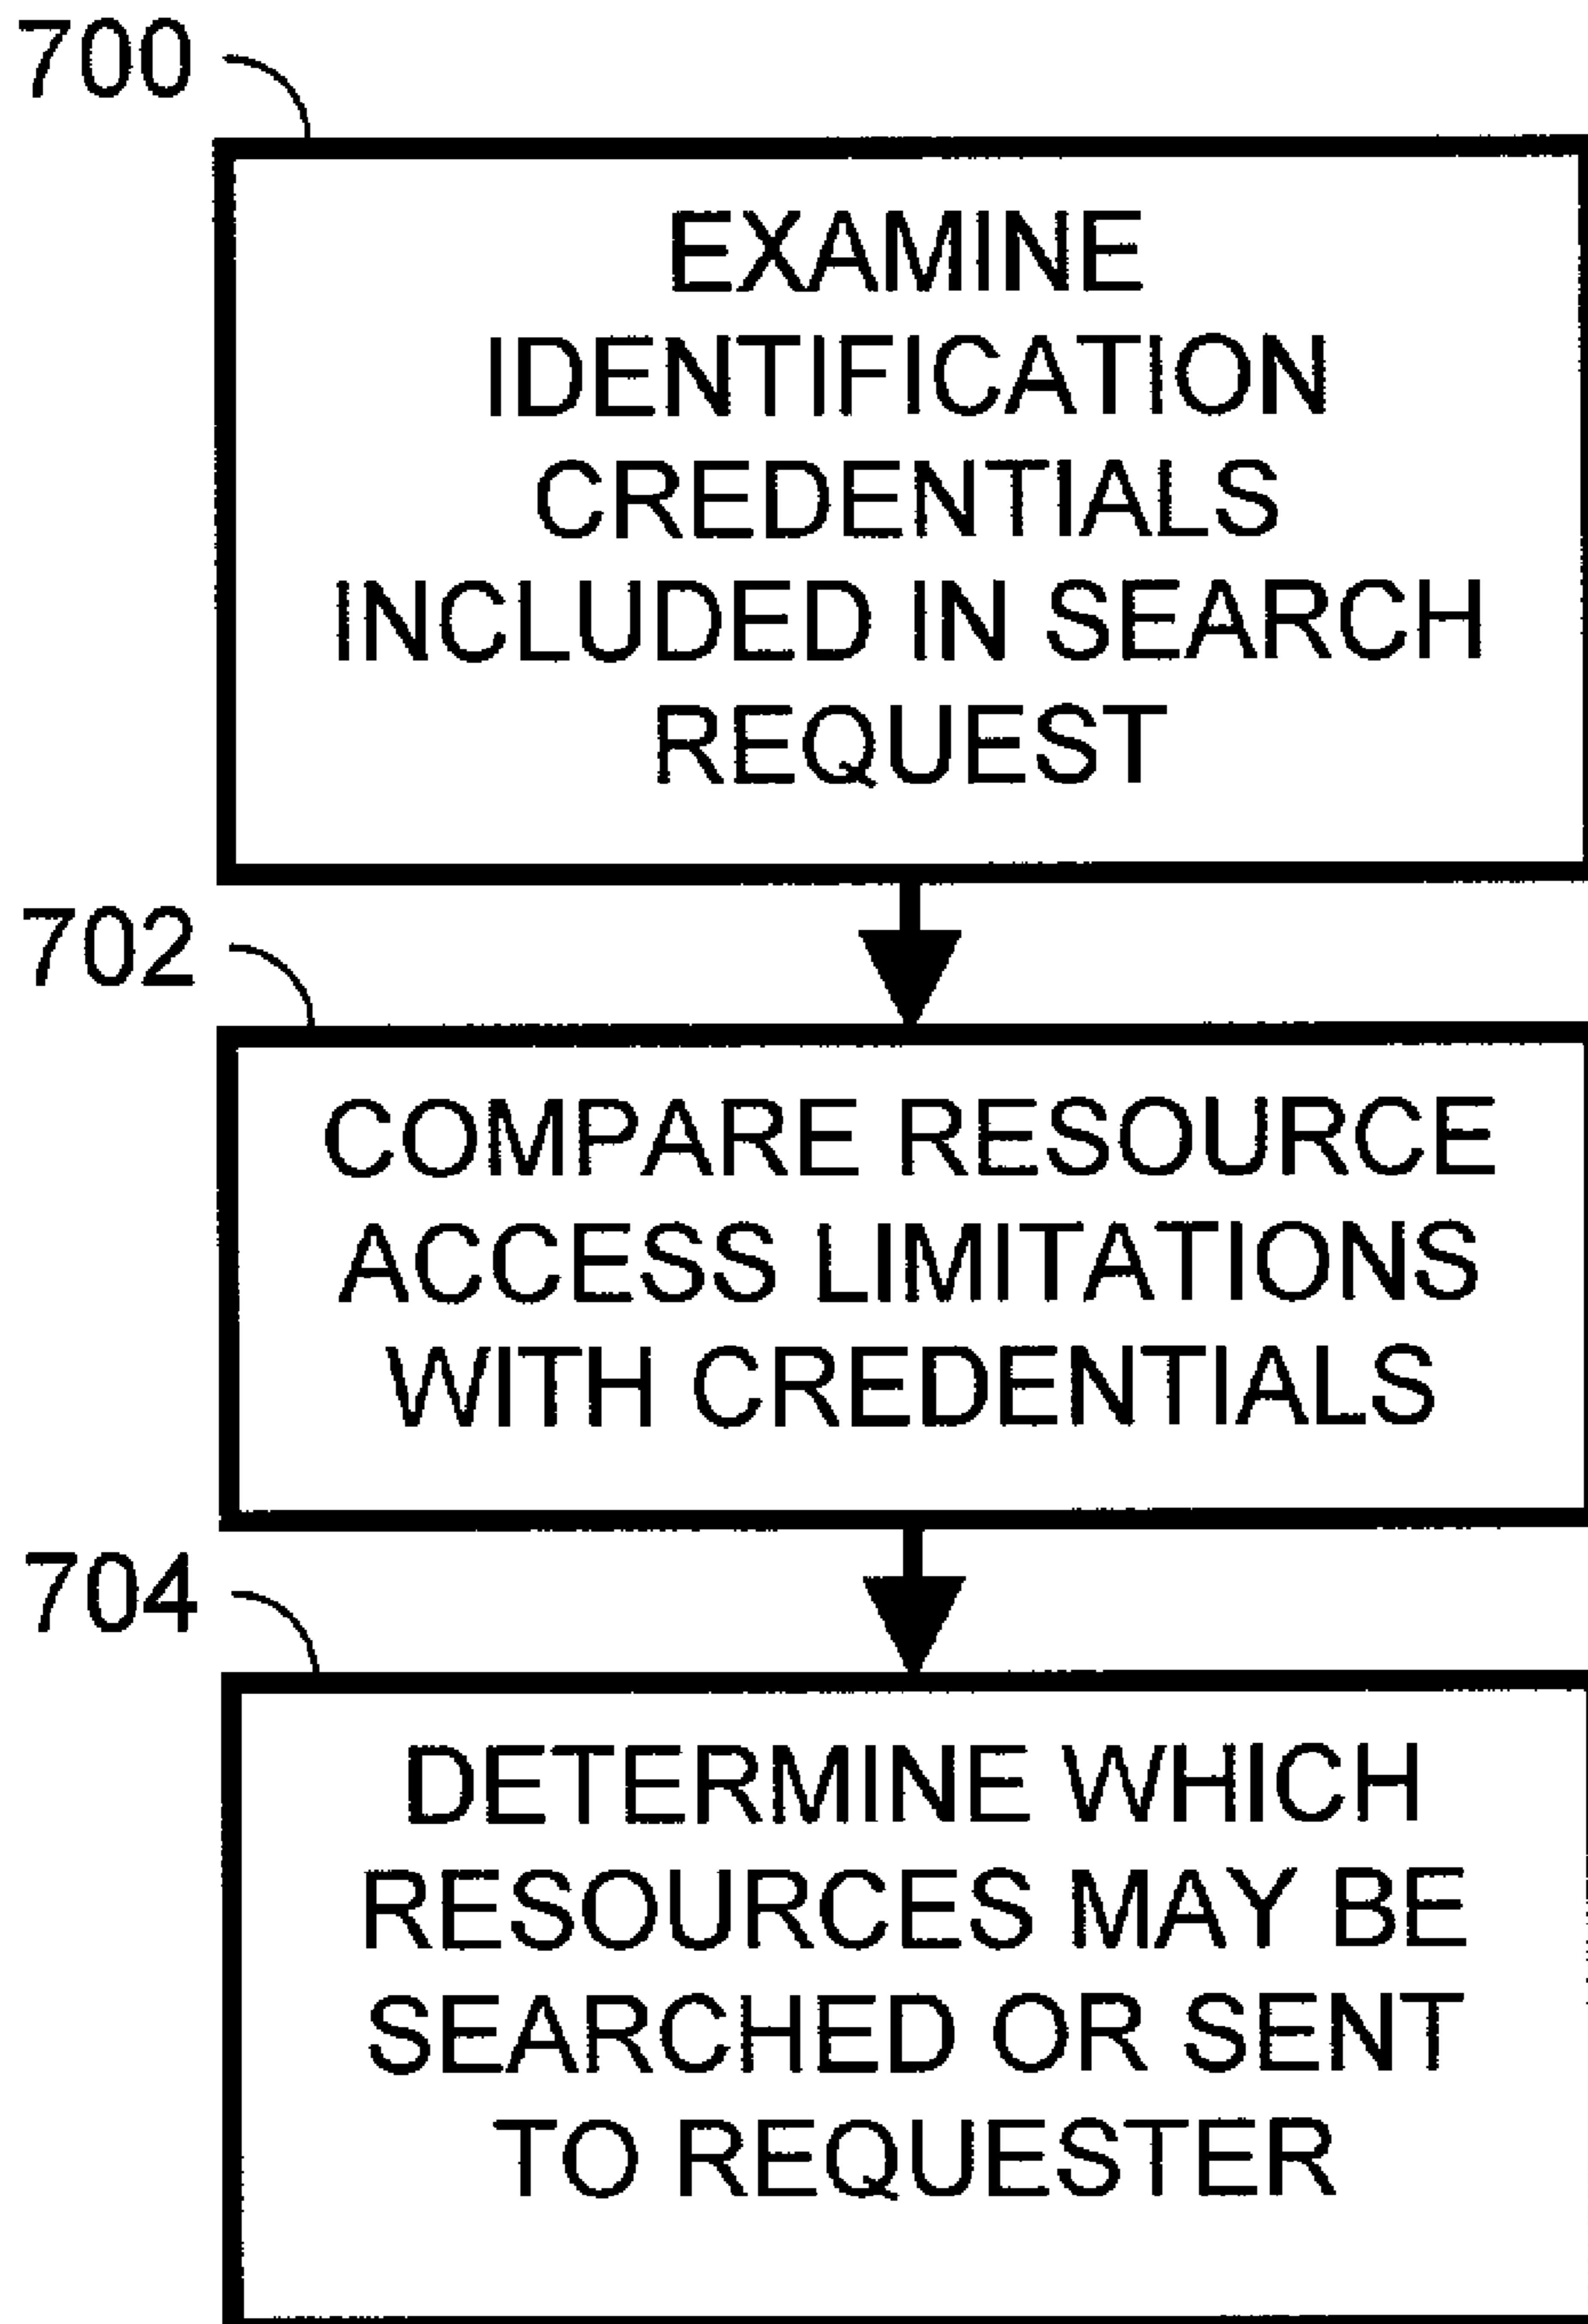 700
EXAMINE
IDENTIFICATION
CREDENTIALS
INCLUDED IN SEARCH
REQUEST
702
COMPARE RESOURCE
ACCESS LIMITATIONS
WITH CREDENTIALS
704
DETERMINE WHICH
RESOURCES MAY BE
SEARCHED OR SENT
TO REQUESTER